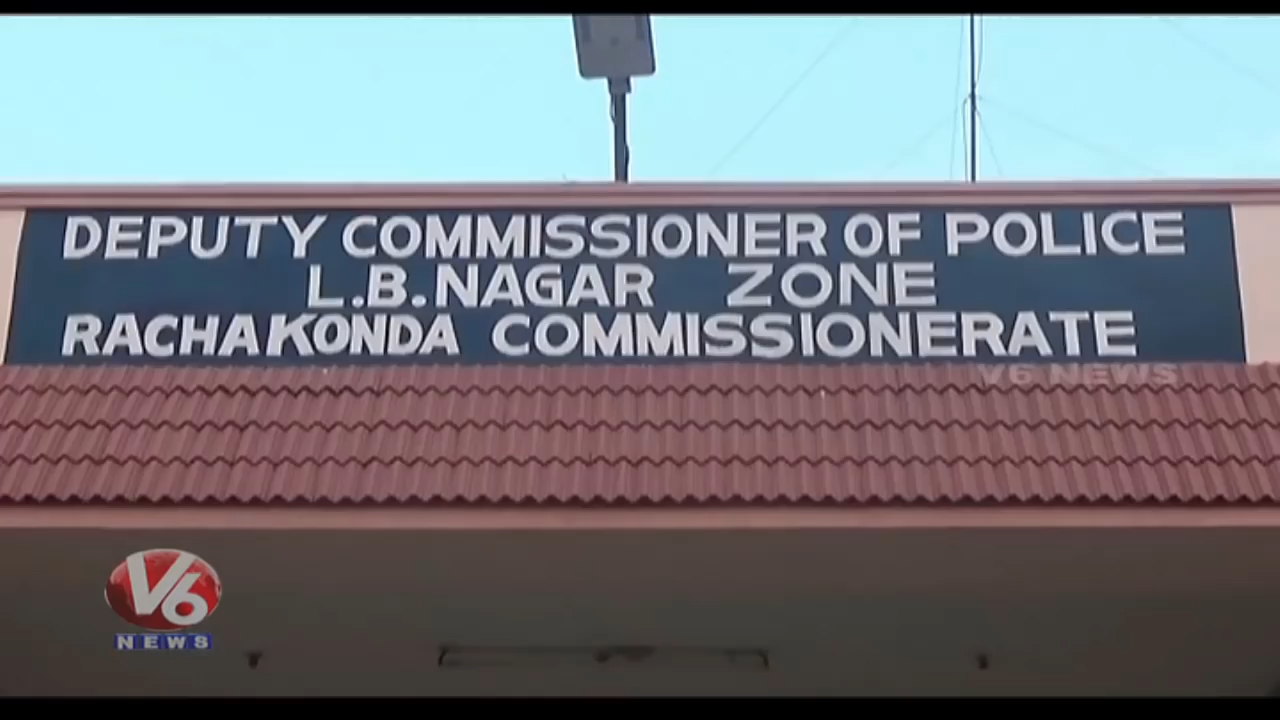 DEPUTY COMMISSIONER OF POLICE
L.B.NAGAR ZONE
RACHAKONDA COMMISSIONERATE
V6 NEWS
V6
NEWS